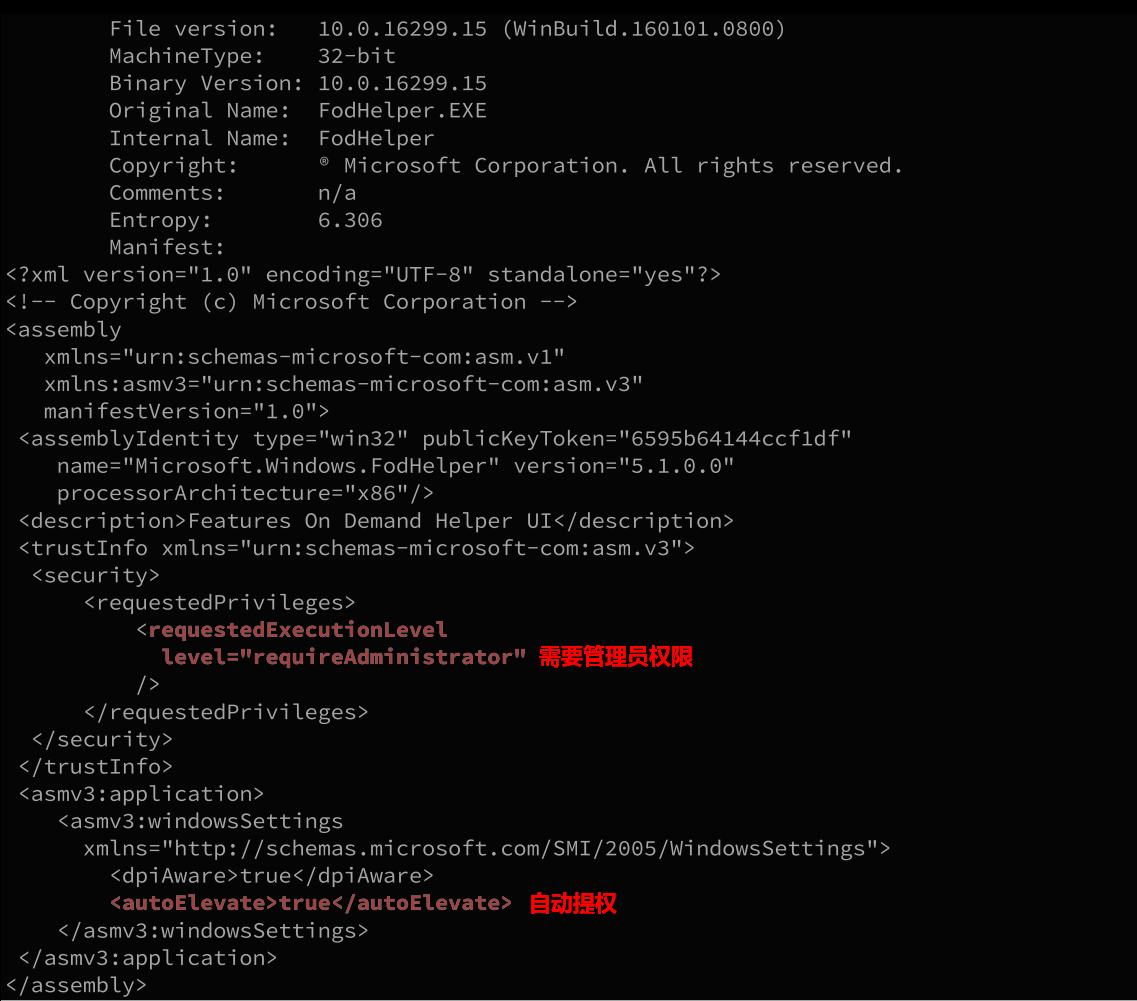 File version:   10.0.16299.15 (WinBuild.160101.0800)
MachineType:    32-bit
Binary Version: 10.0.16299.15
Original Name:  FodHelper.EXE
Internal Name:  FodHelper
Copyright:      ® Microsoft Corporation. All rights reserved.
Comments:       n/a
Entropy:        6.306
Manifest:
<?xml version="1.0" encoding="UTF-8" standalone="yes"?>
<!-- Copyright (c) Microsoft Corporation -->
<assembly
xmlns="urn:schemas-microsoft-com:asm.v1"
xmlns:asmv3="urn:schemas-microsoft-com:asm.v3"
manifestVersion="1.0">
<assemblyIdentity type="win32" publicKeyToken="6595b64144ccf1df"
name="Microsoft.Windows.FodHelper" version="5.1.0.0"
processorArchitecture="x86"/>
<description>Features On Demand Helper UI</description>
<trustInfo xmlns="urn:schemas-microsoft-com:asm.v3">
<security>
<requestedPrivileges>
<requestedExecutionLevel
level="requireAdministrator" 需要管理员权限
/>
</requestedPrivileges>
</security>
</trustInfo>
<asmv3:application>
<asmv3:windowsSettings
xmlns="http://schemas.microsoft.com/SMI/2005/WindowsSettings">
<dpiAware>true</dpiAware>
<autoElevate>true</autoElevate> 自动提权
</asmv3:windowsSettings>
</asmv3:application>
</assembly>